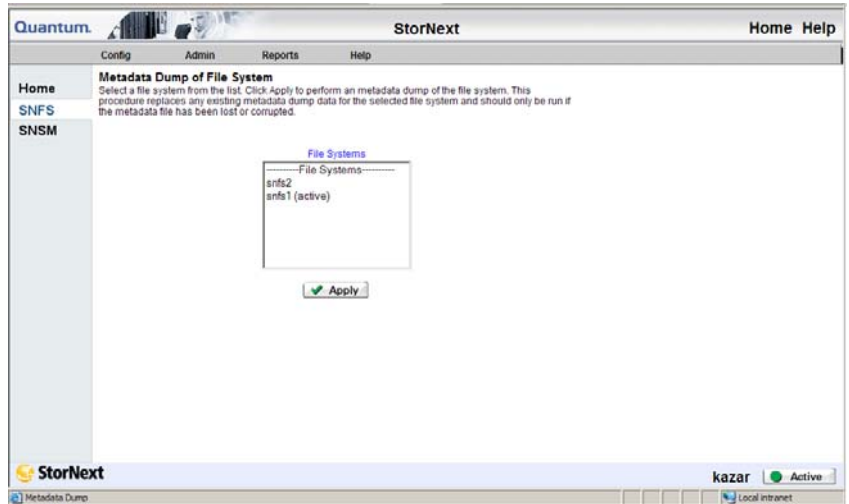 Quantum. StorNext Home Help
Config Admin Reports Help
Home
SNFS
SNSM
Metadata Dump of File System
Select a file system from the list. Click Apply to perform an metadata dump of the file system. This
procedure replaces any existing metadata dump data for the selected file system and should only be run if
the metadata file has been lost or corrupted.
File Systems
----------File Systems----------
snfs2
snfs1 (active)
Apply
StorNext
kazar Active
Metadata Dump Local intranet